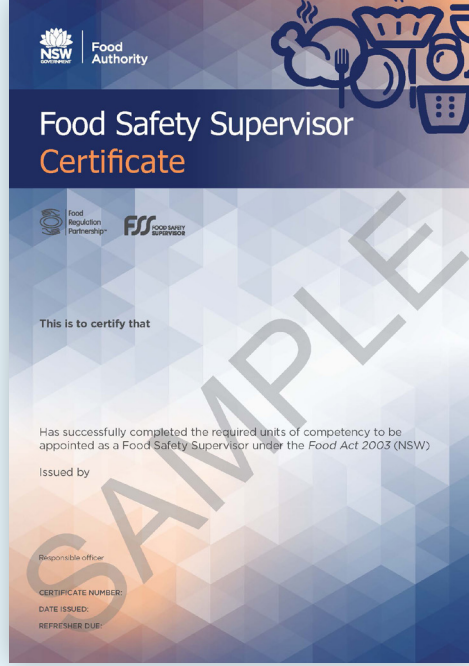 NSW
GOVERNMENT
Food
Authority
Food Safety Supervisor
Certificate
Food
Regulation
Partnership
FSS FOOD SAFETY
SUPERVISOR
This is to certify that
Has successfully completed the required units of competency to be
appointed as a Food Safety Supervisor under the Food Act 2003 (NSW)
Issued by
Responsible officer
CERTIFICATE NUMBER:
DATE ISSUED:
REFRESHER DUE:
SAMPLE